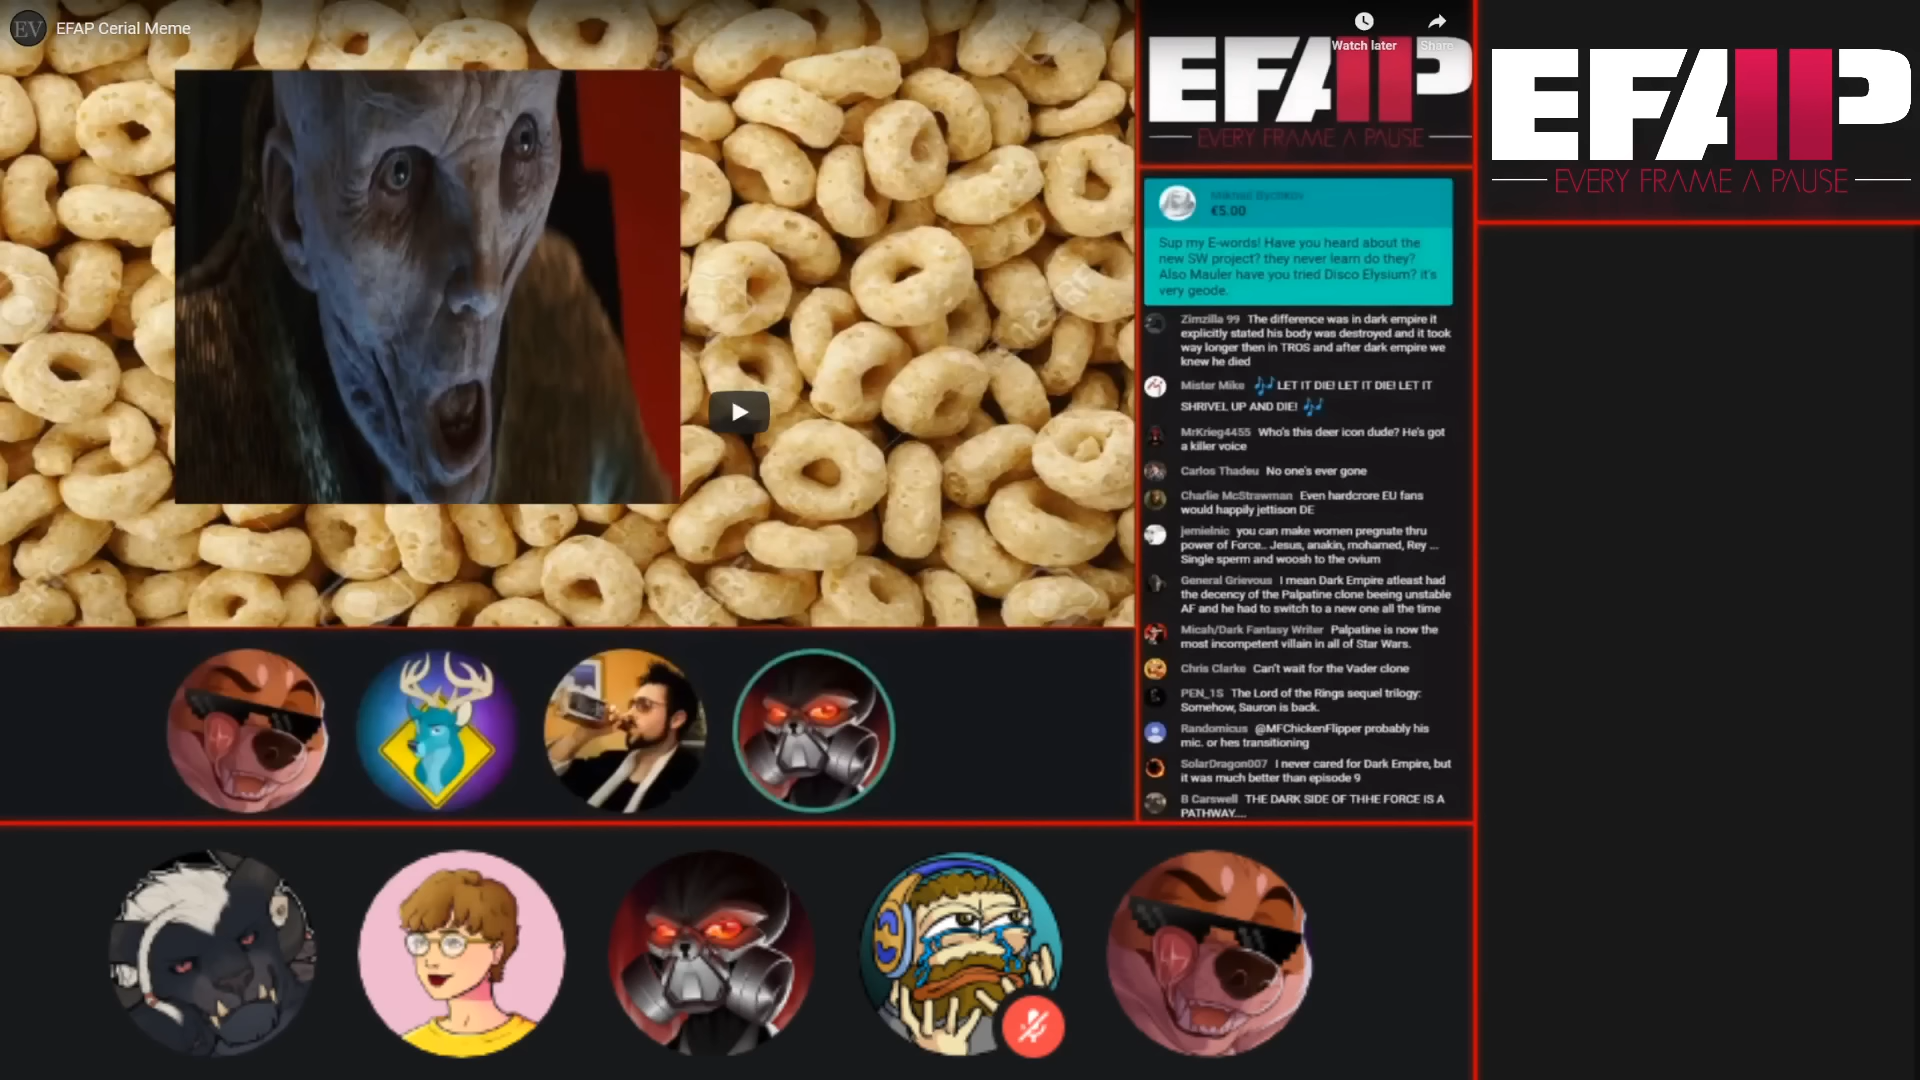 EV
EFAP Cerial Meme
Watch later
Share
EFAP
EVERY FRAME A PAUSE
EFAP
EVERY FRAME A PAUSE
€5.00
Sup my E-words! Have you heard about the
new SW project? they never learn do they?
Also Mauler have you tried Disco Elysium? it's
very geode.
Zimzilla 99 The difference was in dark empire it
explicitly stated his body was destroyed and it took
way longer then in TROS and after dark empire we
knew he died
Mister Mike 🎶 LET IT DIE! LET IT DIE! LET IT
SHRIVEL UP AND DIE! 🎶
MrKrieg4455 Who's this deer icon dude? He's got
a killer voice
Carlos Thadeu No one's ever gone
Charlie McStrawman Even hardcrore EU fans
would happily jettison DE
jemielnic you can make women pregnate thru
power of Force.. Jesus, anakin, mohamed, Rey ...
Single sperm and woosh to the ovium
General Grievous I mean Dark Empire atleast had
the decency of the Palpatine clone beeing unstable
AF and he had to switch to a new one all the time
Micah/Dark Fantasy Writer Palpatine is now the
most incompetent villain in all of Star Wars.
Chris Clarke Can't wait for the Vader clone
PEN_1S The Lord of the Rings sequel trilogy:
Somehow, Sauron is back.
Randomicus @MFChickenFlipper probably his
mic. or hes transitioning
SolarDragon007 I never cared for Dark Empire, but
it was much better than episode 9
B Carswell THE DARK SIDE OF THHE FORCE IS A
PATHWAY....